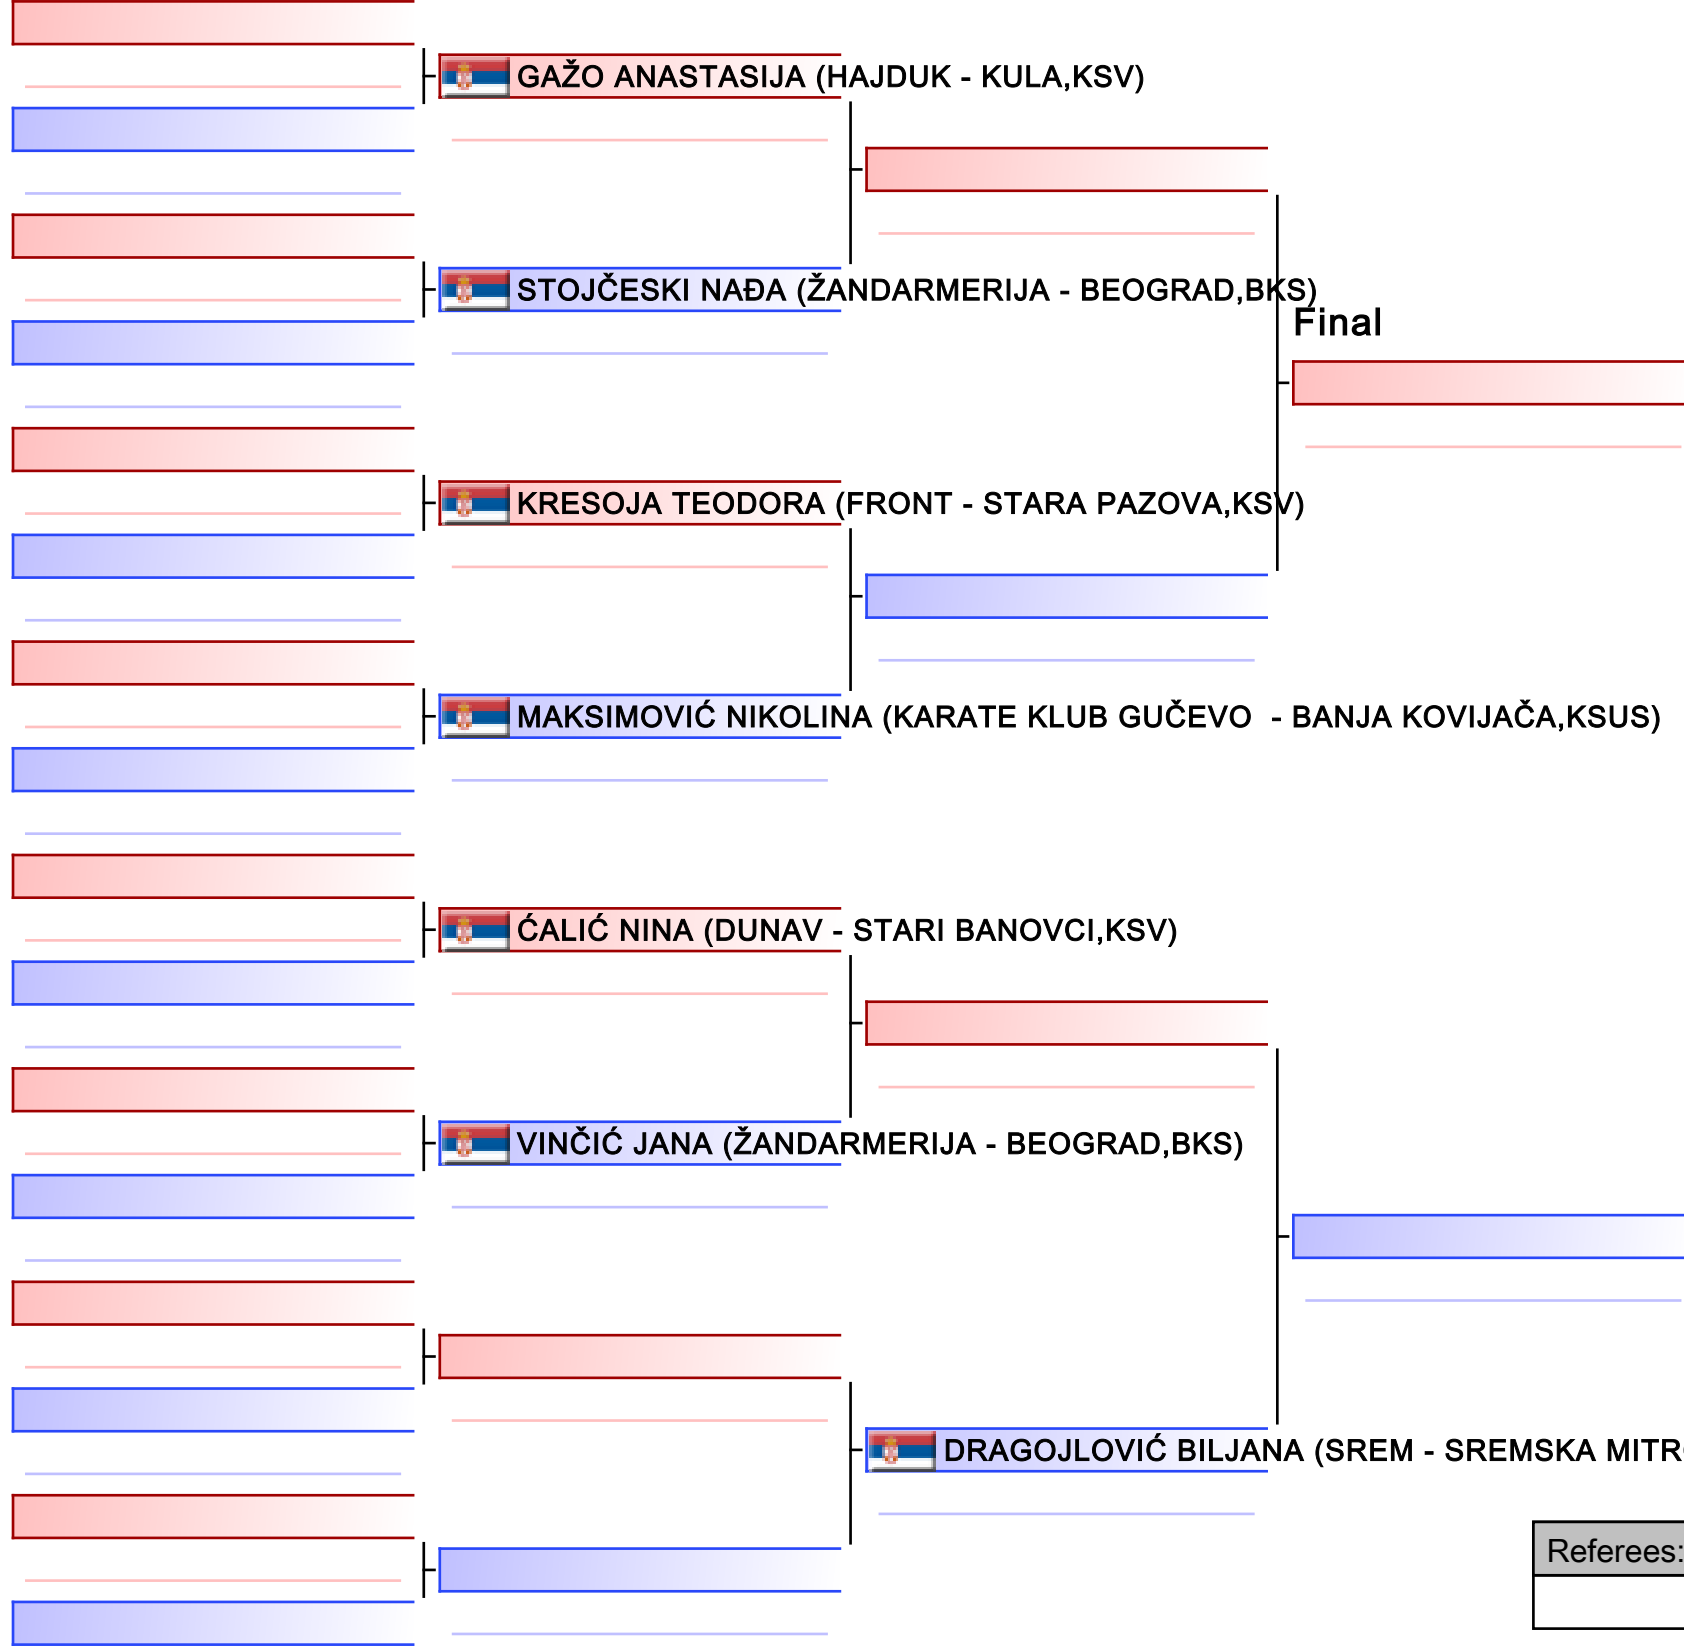 GAŽO ANASTASIJA (HAJDUK - KULA,KSV)
STOJČESKI NAĐA (ŽANDARMERIJA - BEOGRAD,BKS)
Final
KRESOJA TEODORA (FRONT - STARA PAZOVA,KSV)
MAKSIMOVIĆ NIKOLINA (KARATE KLUB GUČEVO  - BANJA KOVIJAČA,KSUS)
ĆALIĆ NINA (DUNAV - STARI BANOVCI,KSV)
VINČIĆ JANA (ŽANDARMERIJA - BEOGRAD,BKS)
DRAGOJLOVIĆ BILJANA (SREM - SREMSKA
Referees: